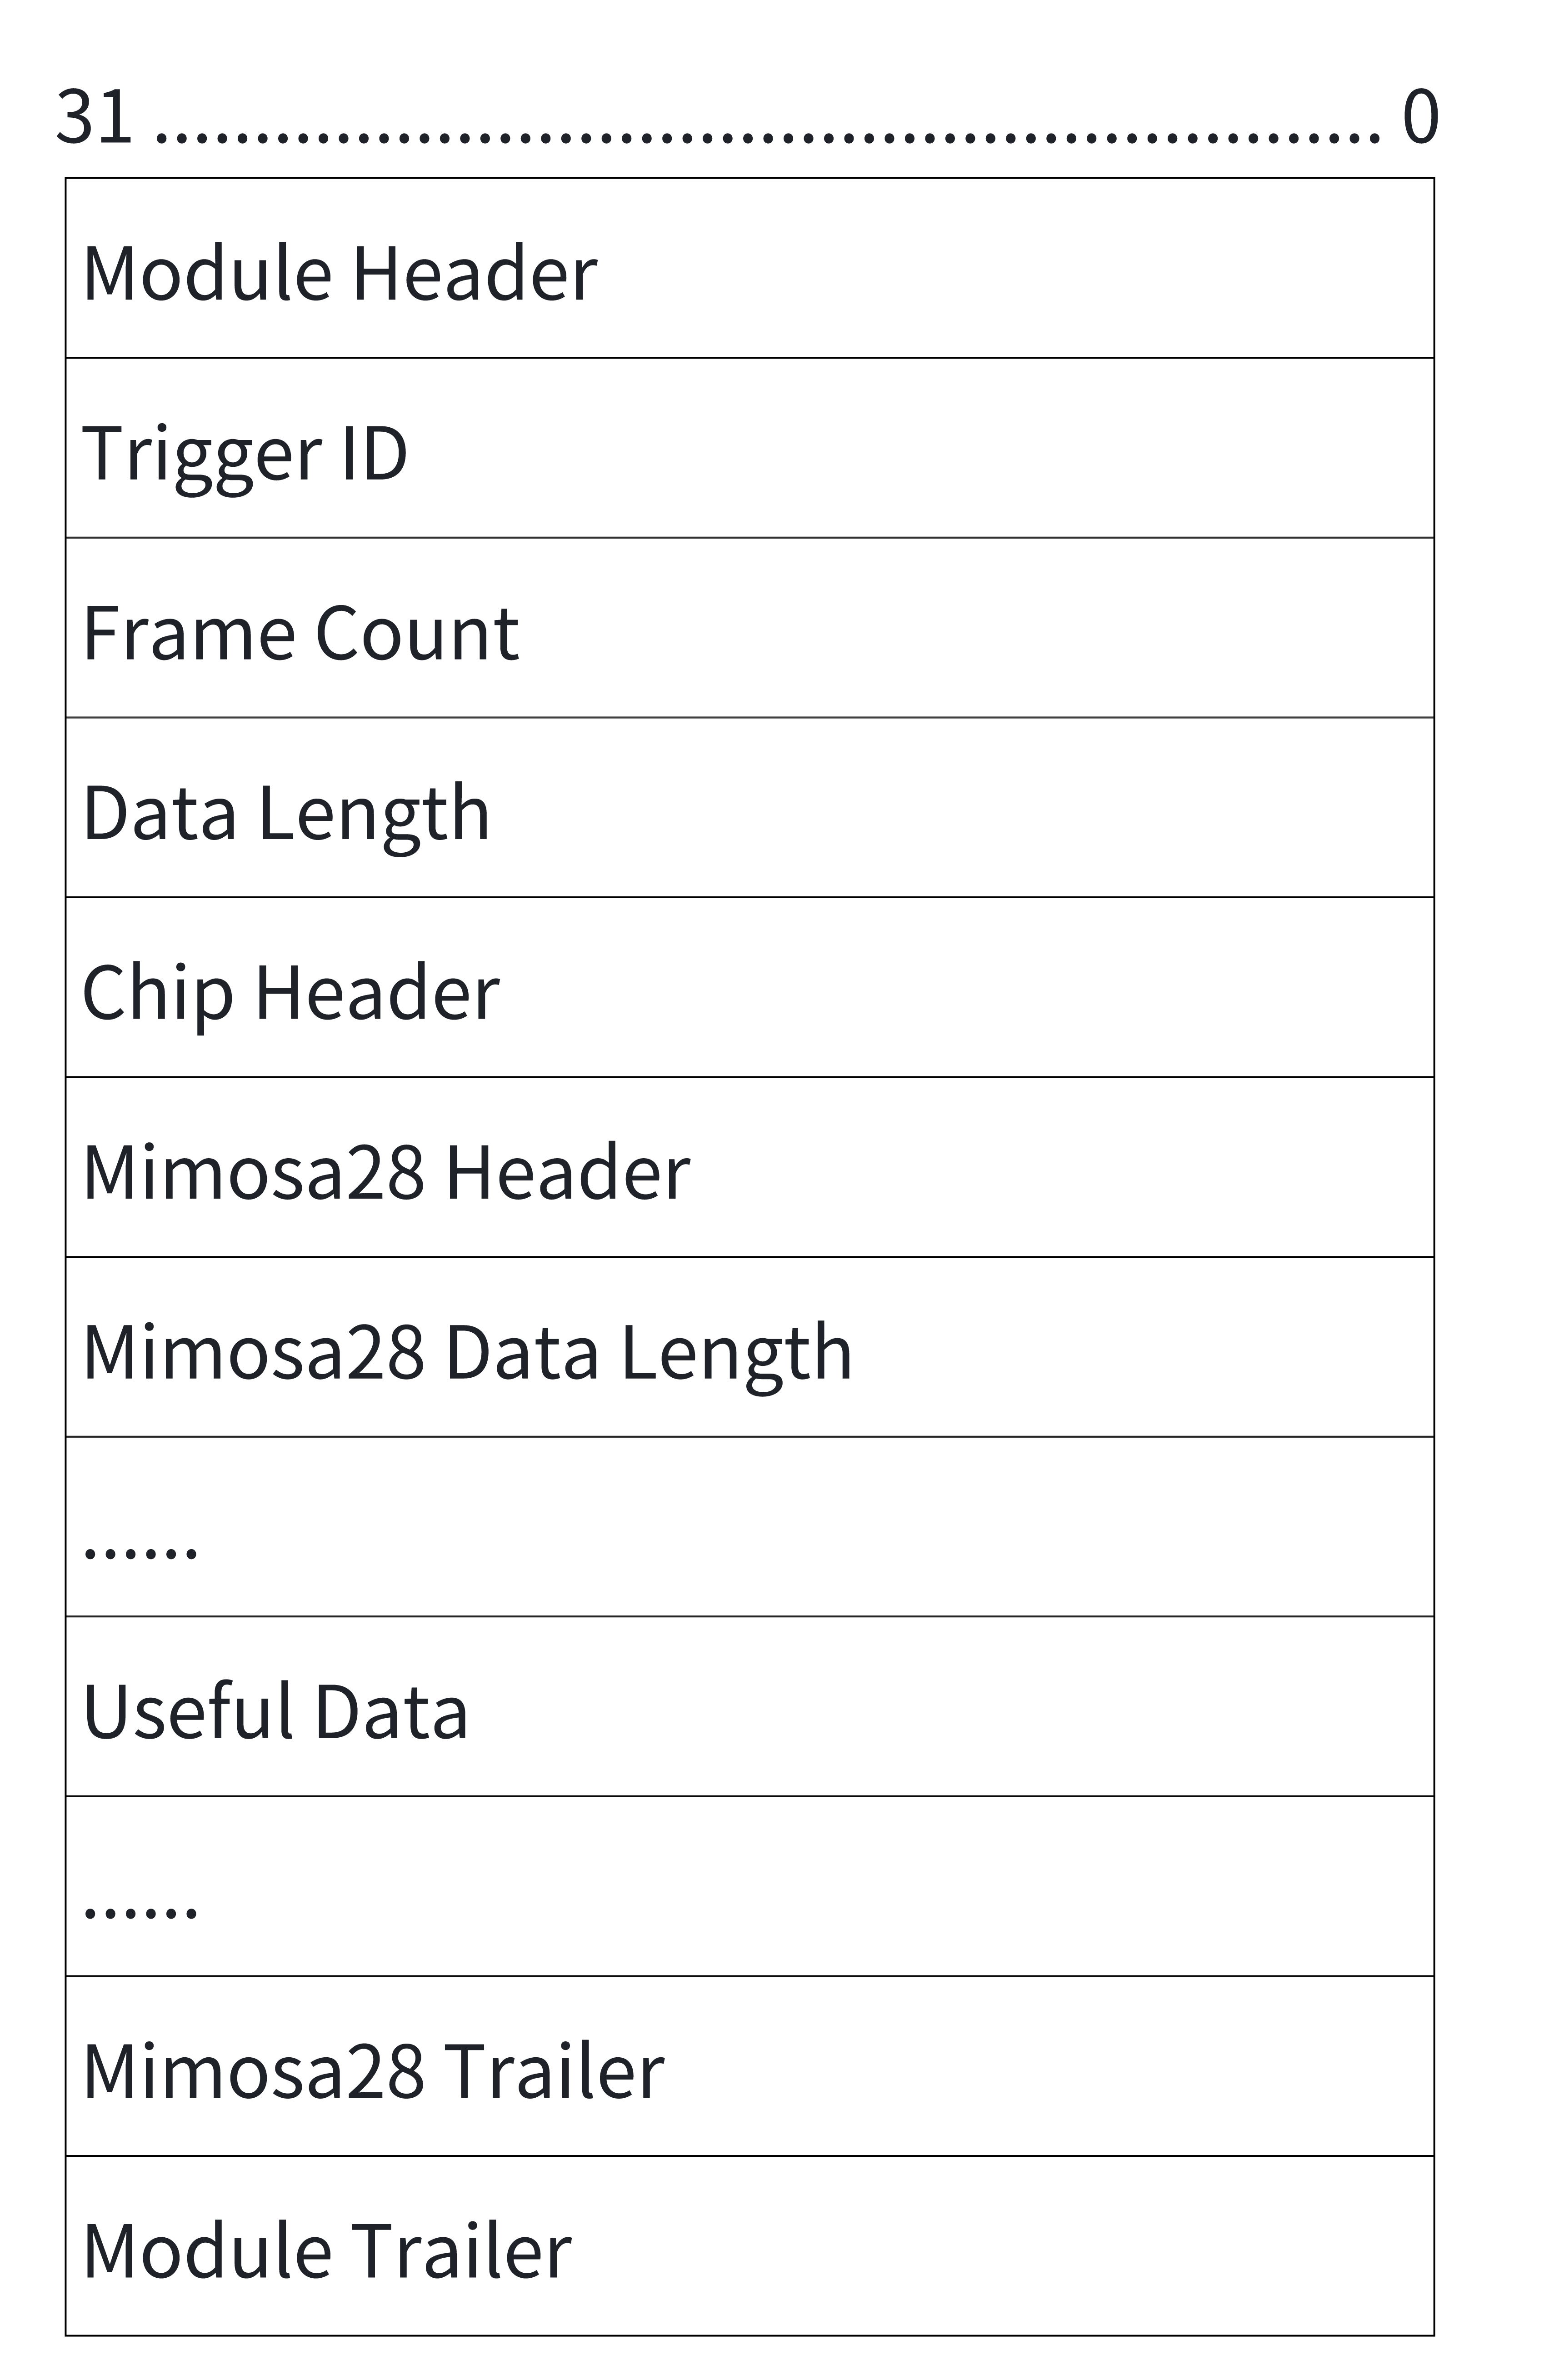 31 ............................................................. 0
Module Header
Trigger ID
Frame Count
Data Length
Chip Header
Mimosa28 Header
Mimosa28 Data Length
......
Useful Data
......
Mimosa28 Trailer
Module Trailer